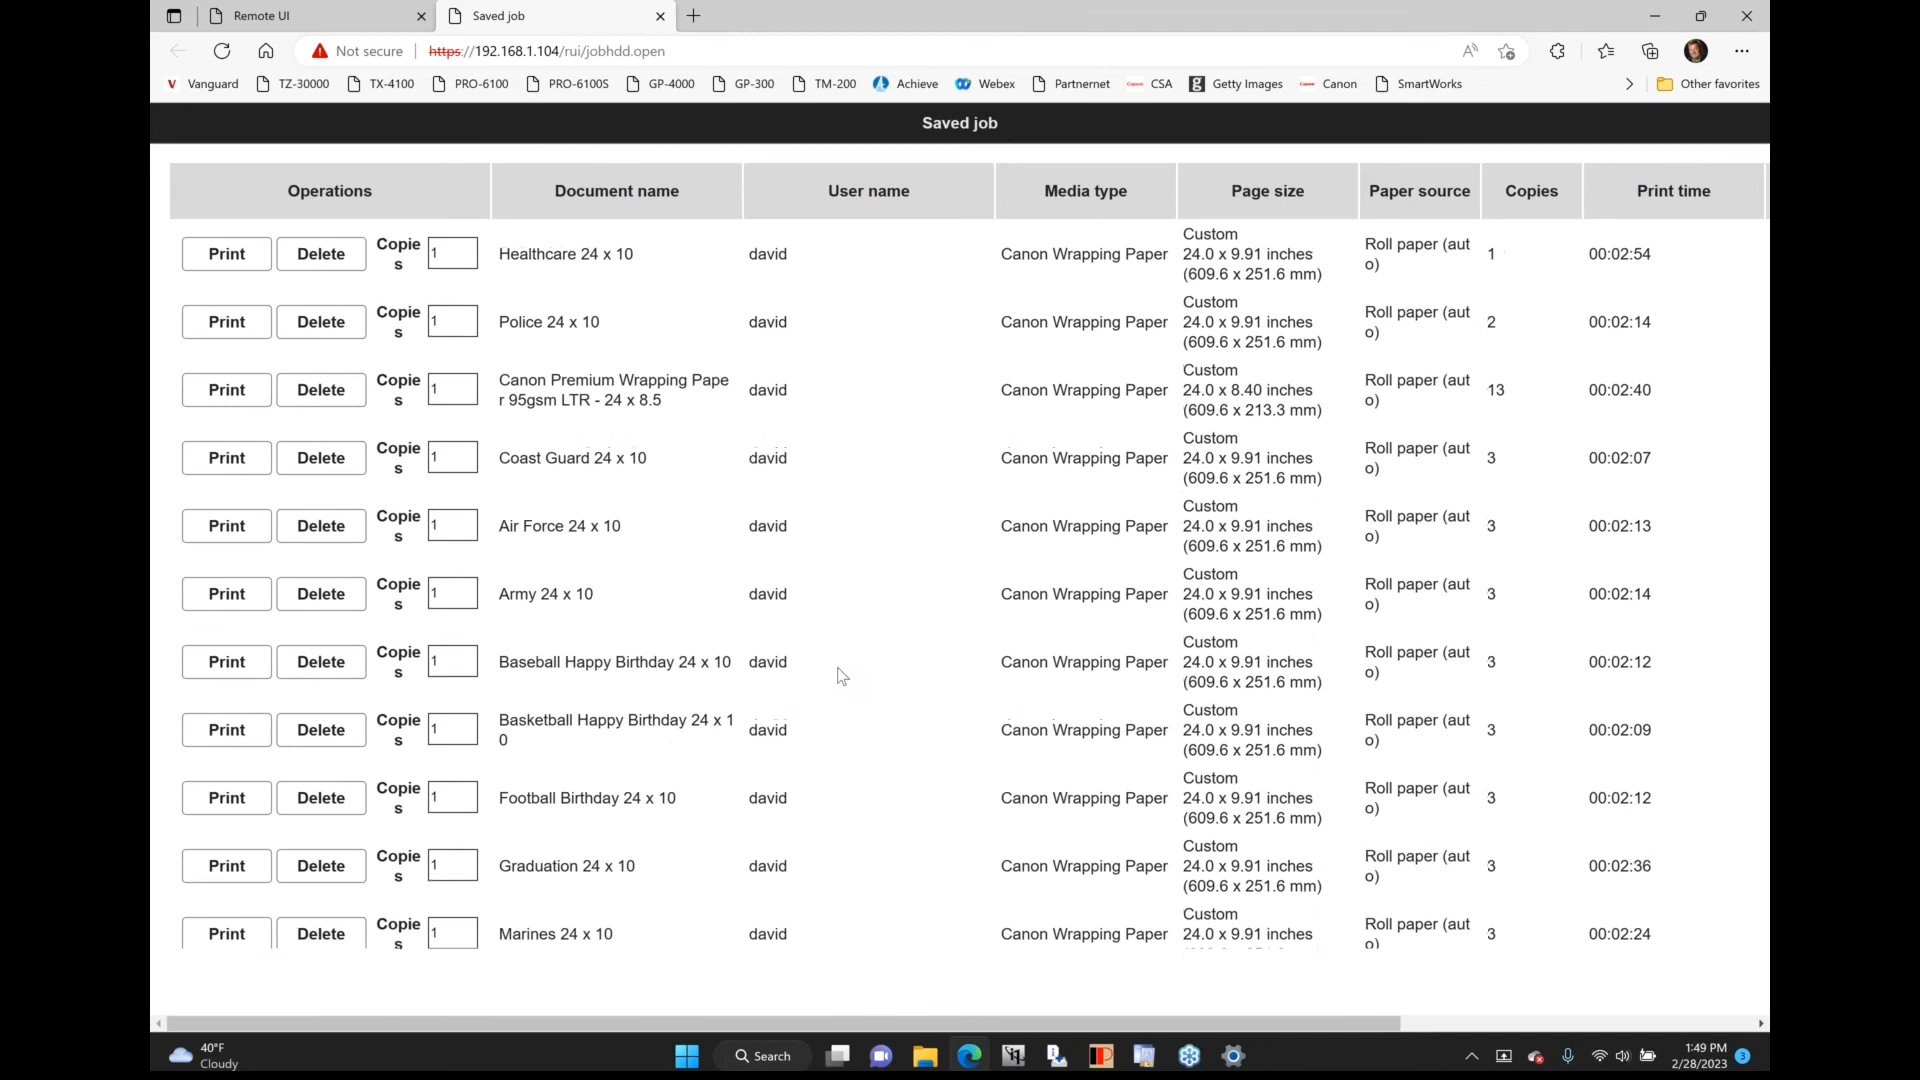 Remote UI
Saved job
Not secure
https://192.168.1.104/rui/jobhdd.open
Vanguard TZ-30000 TX-4100 PRO-6100 PRO-6100S GP-4000 GP-300 TM-200 Achieve Webex Partnernet CSA Getty Images Canon SmartWorks Other favorites
Saved job
Operations Document name User name Media type Page size Paper source Copies Print time
Print Delete Copie
s
1
Healthcare 24 x 10
david
Canon Wrapping Paper
Custom
24.0 x 9.91 inches
(609.6 x 251.6 mm)
Roll paper (aut
o)
1
00:02:54
Print Delete Copie
s
1
Police 24 x 10
david
Canon Wrapping Paper
Custom
24.0 x 9.91 inches
(609.6 x 251.6 mm)
Roll paper (aut
o)
2
00:02:14
Print Delete Copie
s
1
Canon Premium Wrapping Pape
r 95gsm LTR - 24 x 8.5
david
Canon Wrapping Paper
Custom
24.0 x 8.40 inches
(609.6 x 213.3 mm)
Roll paper (aut
o)
13
00:02:40
Print Delete Copie
s
1
Coast Guard 24 x 10
david
Canon Wrapping Paper
Custom
24.0 x 9.91 inches
(609.6 x 251.6 mm)
Roll paper (aut
o)
3
00:02:07
Print Delete Copie
s
1
Air Force 24 x 10
david
Canon Wrapping Paper
Custom
24.0 x 9.91 inches
(609.6 x 251.6 mm)
Roll paper (aut
o)
3
00:02:13
Print Delete Copie
s
1
Army 24 x 10
david
Canon Wrapping Paper
Custom
24.0 x 9.91 inches
(609.6 x 251.6 mm)
Roll paper (aut
o)
3
00:02:14
Print Delete Copie
s
1
Baseball Happy Birthday 24 x 10
david
Canon Wrapping Paper
Custom
24.0 x 9.91 inches
(609.6 x 251.6 mm)
Roll paper (aut
o)
3
00:02:12
Print Delete Copie
s
1
Basketball Happy Birthday 24 x 1
0
david
Canon Wrapping Paper
Custom
24.0 x 9.91 inches
(609.6 x 251.6 mm)
Roll paper (aut
o)
3
00:02:09
Print Delete Copie
s
1
Football Birthday 24 x 10
david
Canon Wrapping Paper
Custom
24.0 x 9.91 inches
(609.6 x 251.6 mm)
Roll paper (aut
o)
3
00:02:12
Print Delete Copie
s
1
Graduation 24 x 10
david
Canon Wrapping Paper
Custom
24.0 x 9.91 inches
(609.6 x 251.6 mm)
Roll paper (aut
o)
3
00:02:36
Print Delete Copie
s
1
Marines 24 x 10
david
Canon Wrapping Paper
Custom
24.0 x 9.91 inches
Roll paper (aut
o)
3
00:02:24
40°F
Cloudy
Search
1:49 PM
2/28/2023
3